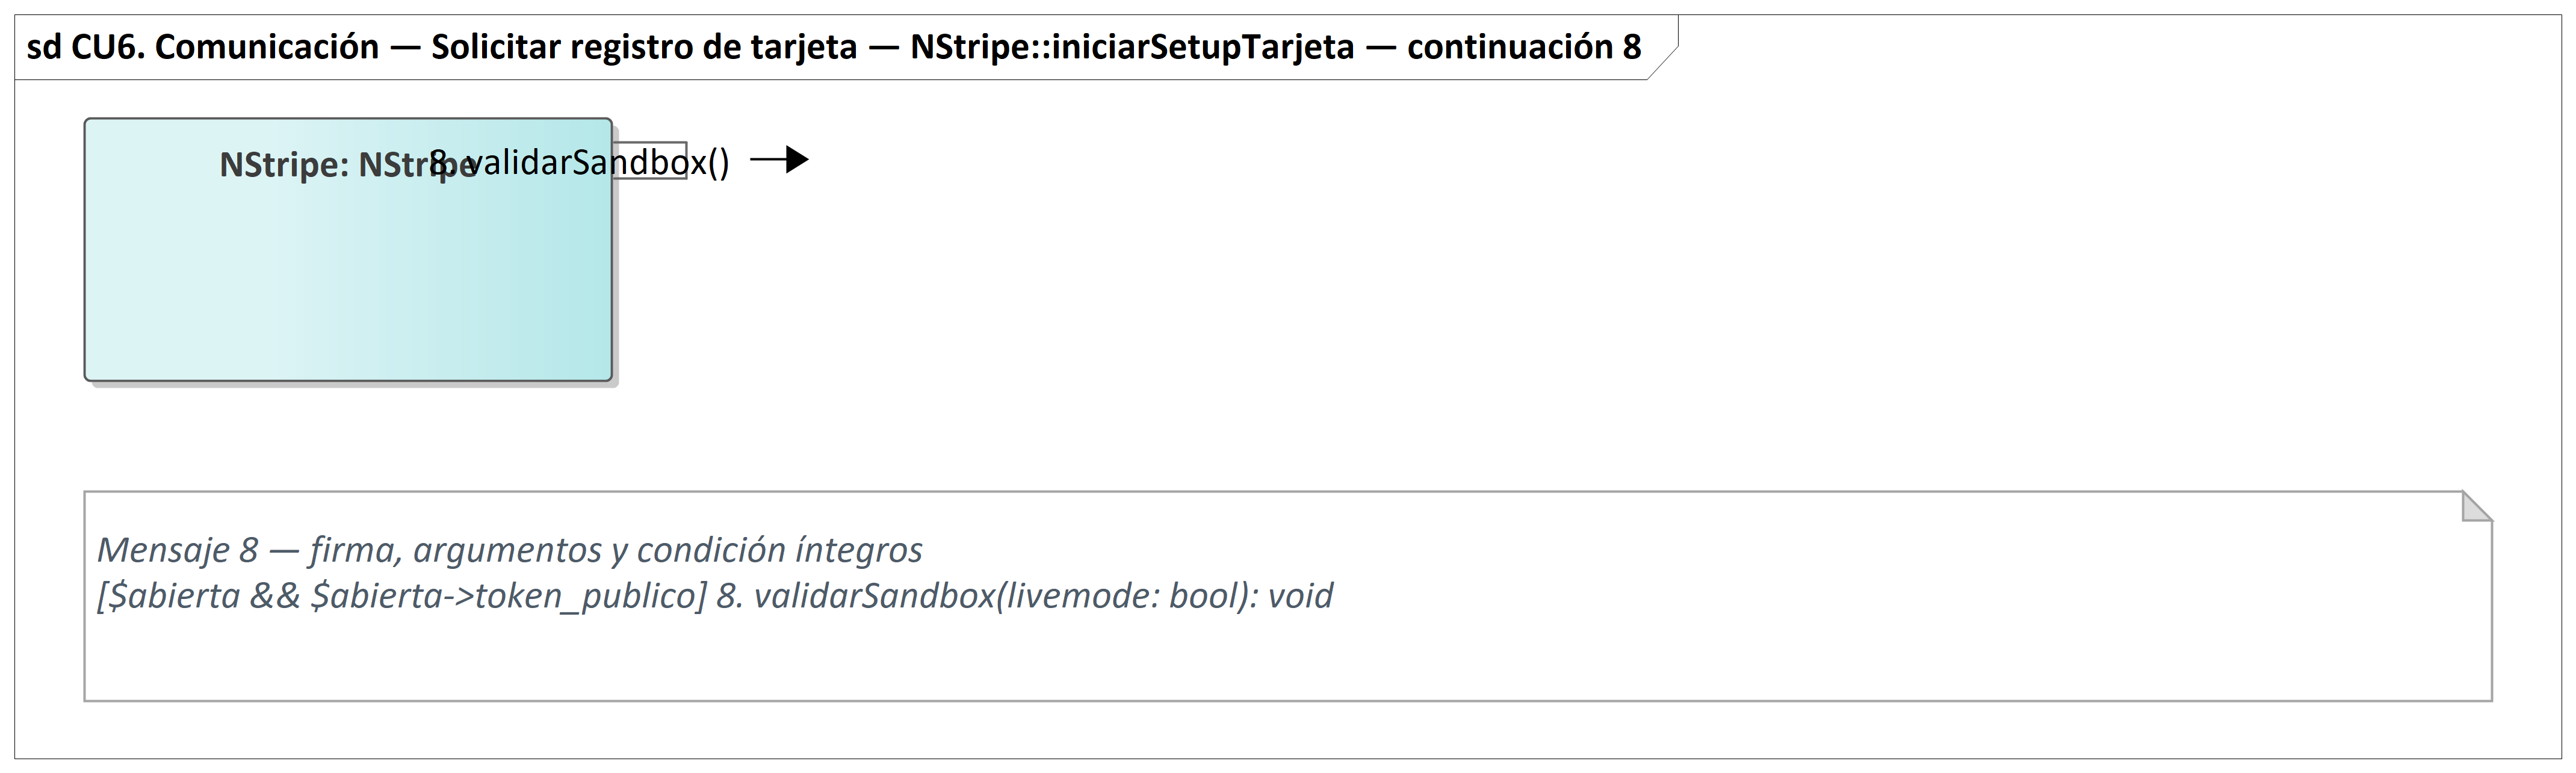 sd CU6. Comunicación — Solicitar registro de tarjeta — NStripe::iniciarSetupTarjeta — continuación 8
NStripe: NStripe
8. validarSandbox()
Mensaje 8 — firma, argumentos y condición íntegros
[$abierta && $abierta->token_publico] 8. validarSandbox(livemode: bool): void